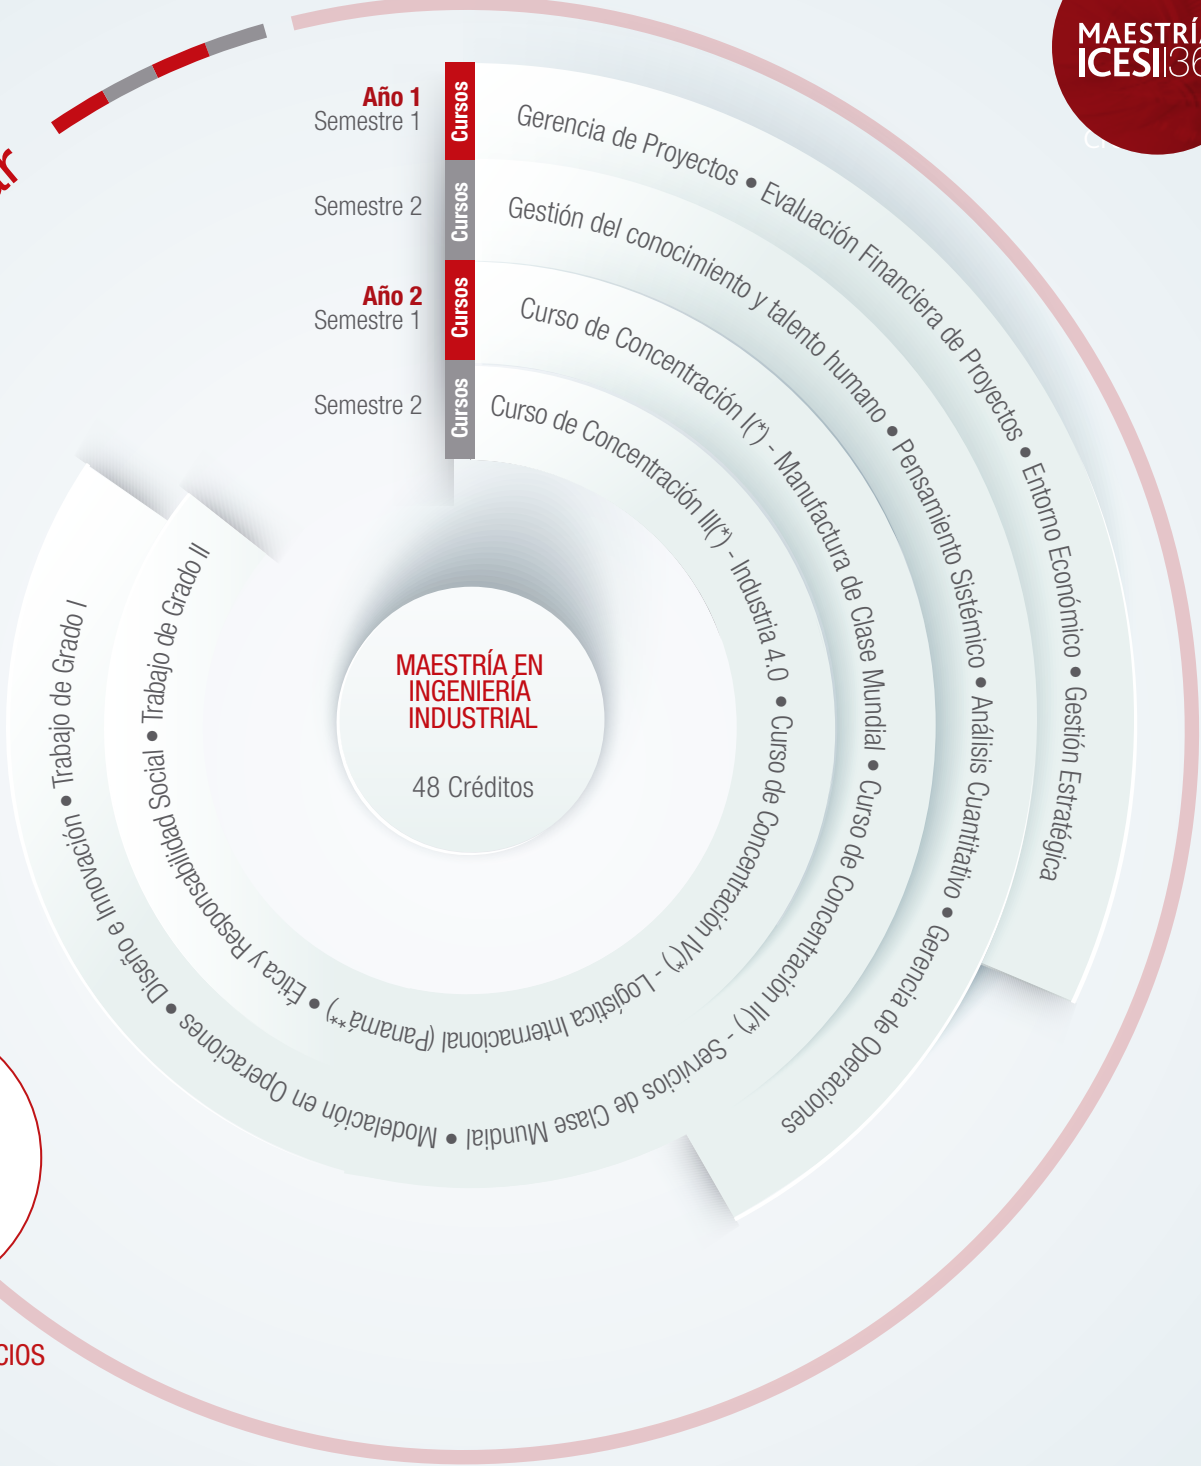 MAESTRÍA
ICESI|36
Año 1
Semestre 1
Cursos
Gerencia de Proyectos • Evaluación Financiera de Proyectos • Entorno Económico • Gestión Estratégica
Semestre 2
Cursos
Gestión del conocimiento y talento humano • Pensamiento Sistémico • Análisis Cuantitativo • Gerencia de Operaciones
Año 2
Semestre 1
Cursos
Curso de Concentración I(*) - Manufactura de Clase Mundial • Curso de Concentración II(*) - Servicios de Clase Mundial • Modelación en Operaciones • Diseño e Innovación • Trabajo de Grado I
Semestre 2
Cursos
Curso de Concentración III(*) - Industria 4.0 • Curso de Concentración IV(*) - Logística Internacional (Panamá**) • Ética y Responsabilidad Social • Trabajo de Grado II
MAESTRÍA EN
INGENIERÍA
INDUSTRIAL
48 Créditos
CIOS